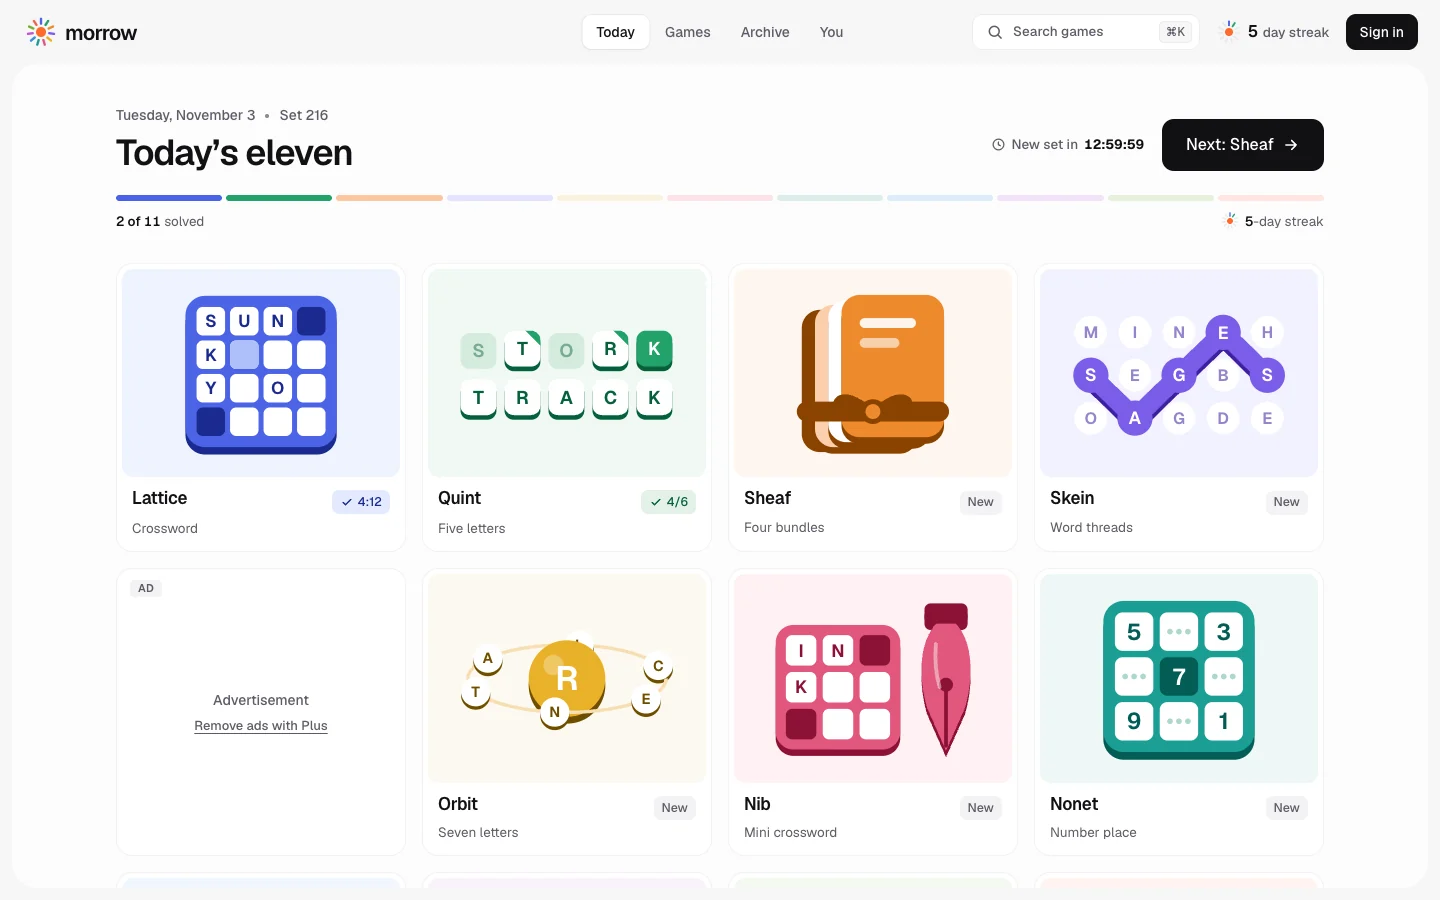 morrow
Today
Games
Archive
You
Search games
⌘K
5 day streak
Sign in
Tuesday, November 3 • Set 216
Today’s eleven
New set in 12:59:59
Next: Sheaf →
2 of 11 solved
5-day streak
S U N
K
Y O
S T O R K
T R A C K
M I N E H
S E G B S
O A G D E
Lattice
✓ 4:12
Crossword
Quint
✓ 4/6
Five letters
Sheaf
New
Four bundles
Skein
New
Word threads
AD
Advertisement
Remove ads with Plus
A
C
T
R
E
N
I N
K
5 3
7
9 1
Orbit
New
Seven letters
Nib
New
Mini crossword
Nonet
New
Number place